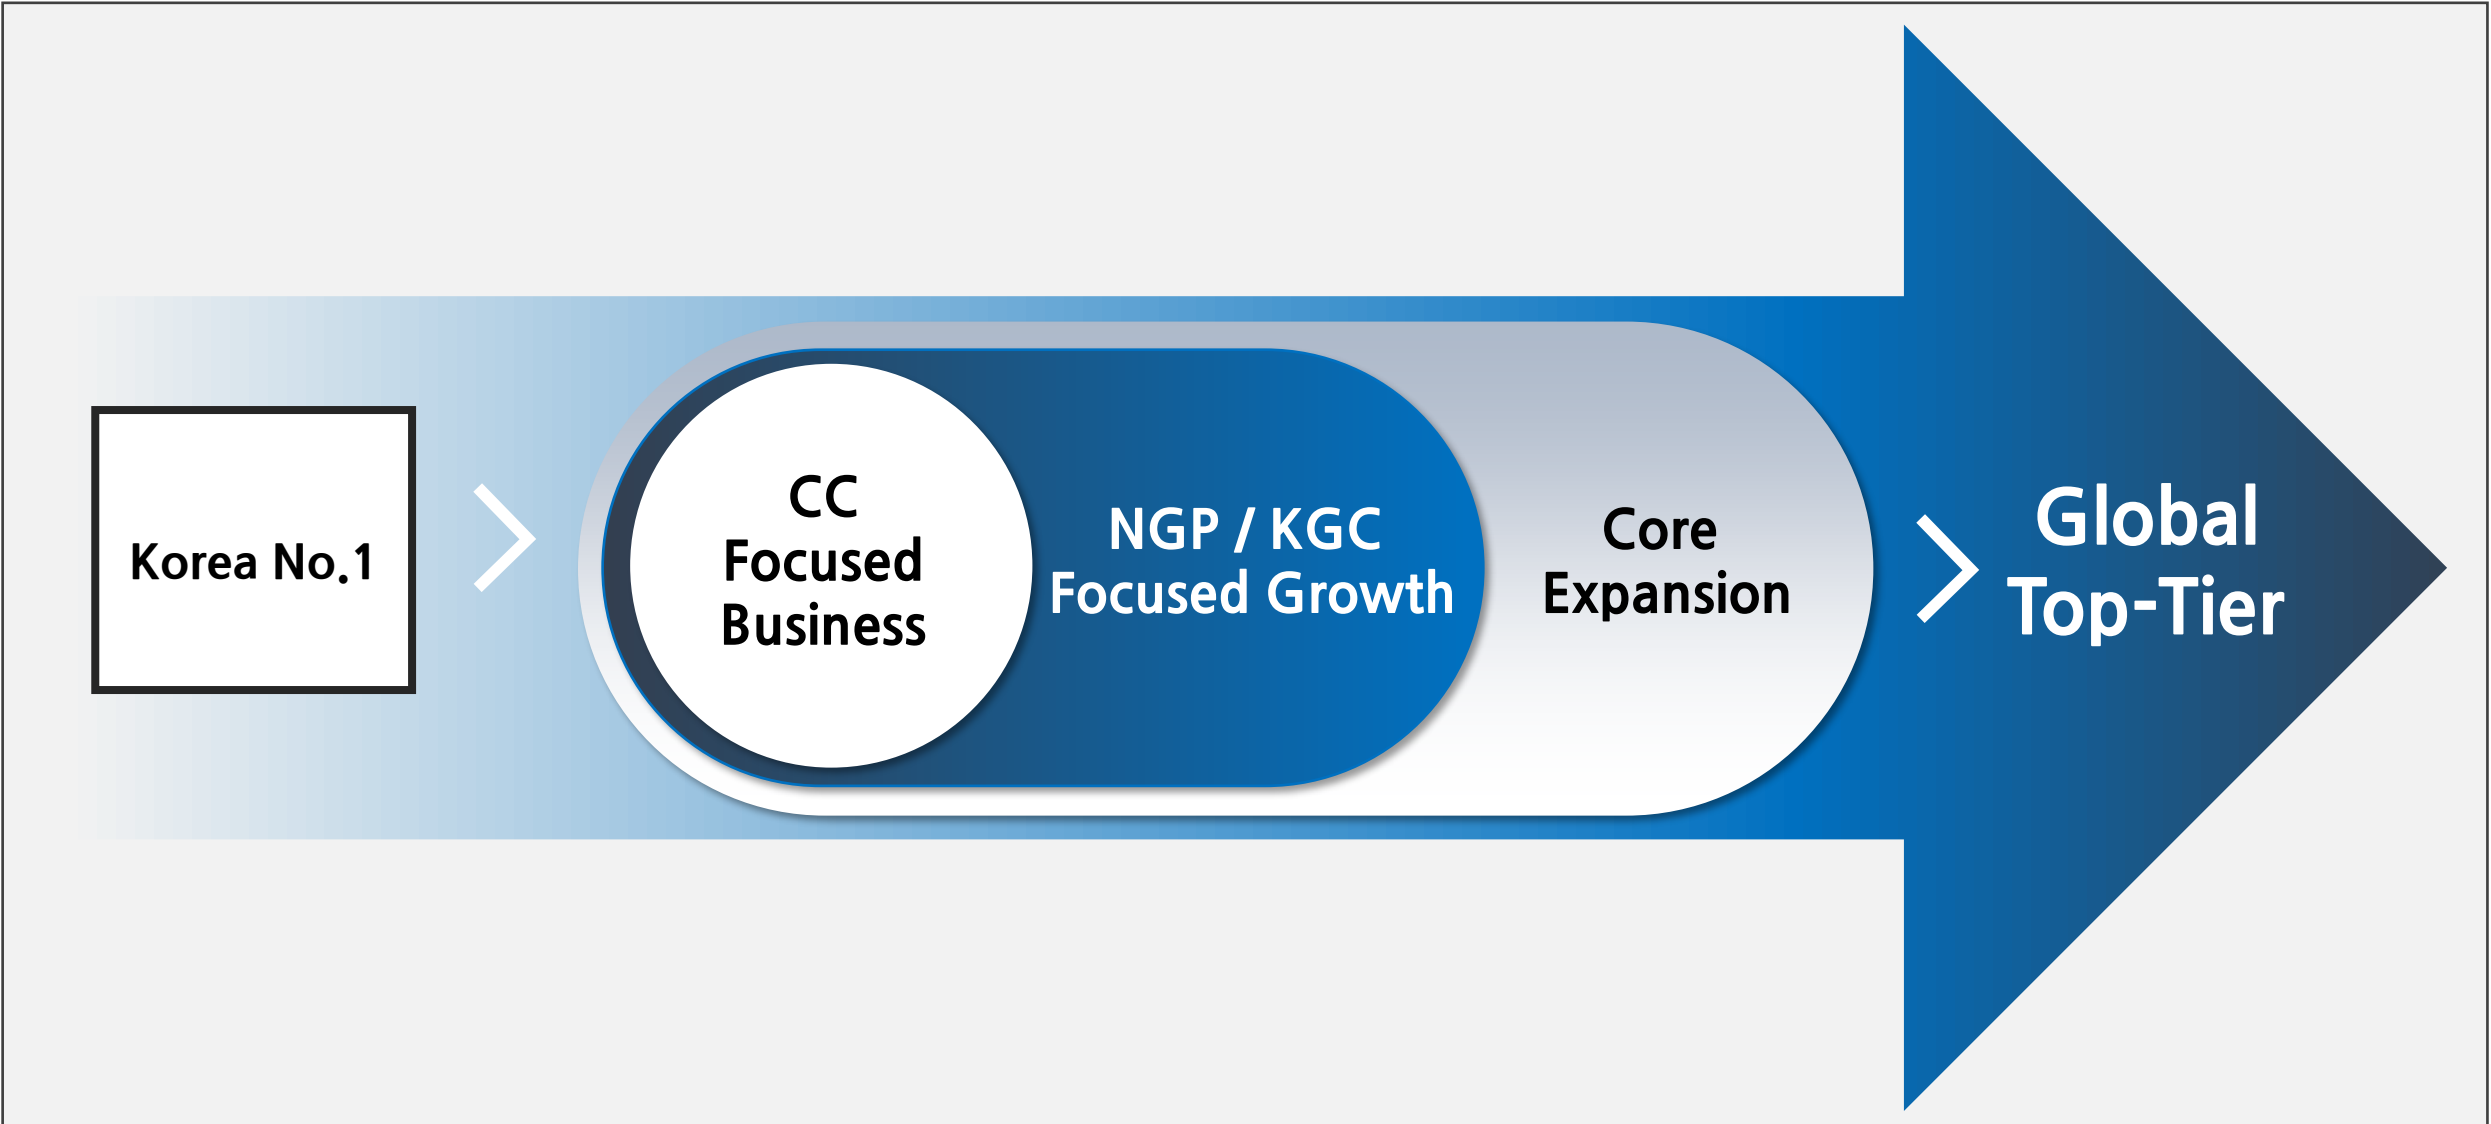 Korea No.1
CC
Focused
Business
NGP / KGC
Focused Growth
Core
Expansion
Global
Top-Tier